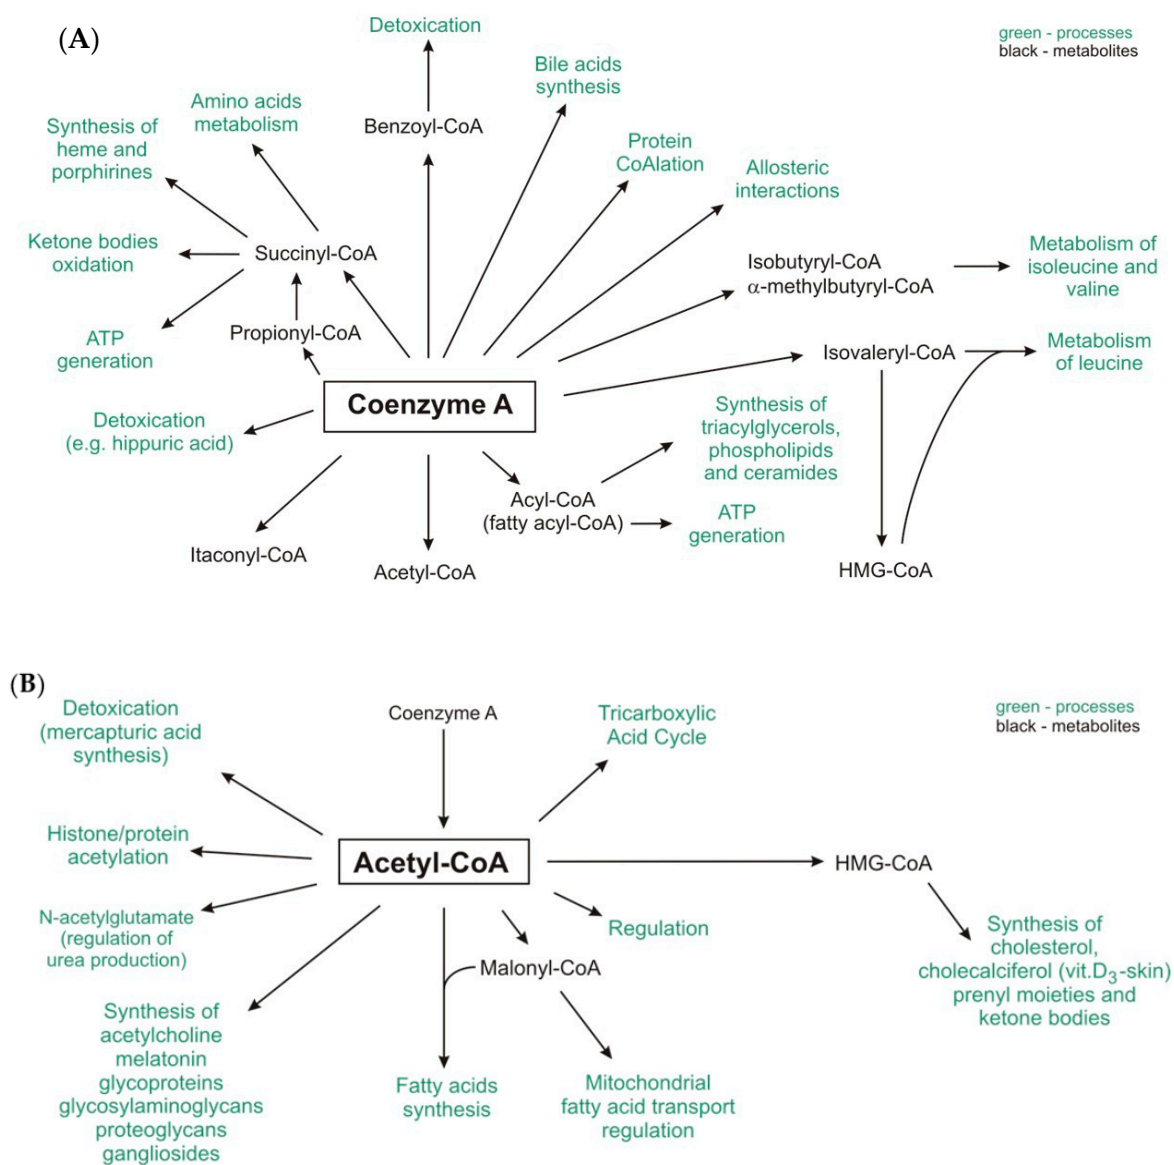 (A)
green - processes
black - metabolites
Detoxication
Bile acids
synthesis
Amino acids
metabolism
Benzoyl-CoA
Synthesis of
heme and
porphirines
Protein
CoAlation
Allosteric
interactions
Ketone bodies
oxidation
Succinyl-CoA
Isobutyryl-CoA
α-methylbutyryl-CoA
Metabolism of
isoleucine and
valine
ATP
generation
Propionyl-CoA
Isovaleryl-CoA
Metabolism
of leucine
Coenzyme A
Detoxication
(e.g. hippuric acid)
Synthesis of
triacylglycerols,
phospholipids
and ceramides
Acyl-CoA
(fatty acyl-CoA)
ATP
generation
Itaconyl-CoA
Acetyl-CoA
HMG-CoA
(B)
green - processes
black - metabolites
Detoxication
(mercapturic acid
synthesis)
Coenzyme A
Tricarboxylic
Acid Cycle
Histone/protein
acetylation
Acetyl-CoA
HMG-CoA
N-acetylglutamate
(regulation of
urea production)
Regulation
Malonyl-CoA
Synthesis of
cholesterol,
cholecalciferol (vit.D3-skin)
prenyl moieties and
ketone bodies
Synthesis of
acetylcholine
melatonin
glycoproteins
glycosylaminoglycans
proteoglycans
gangliosides
Fatty acids
synthesis
Mitochondrial
fatty acid transport
regulation